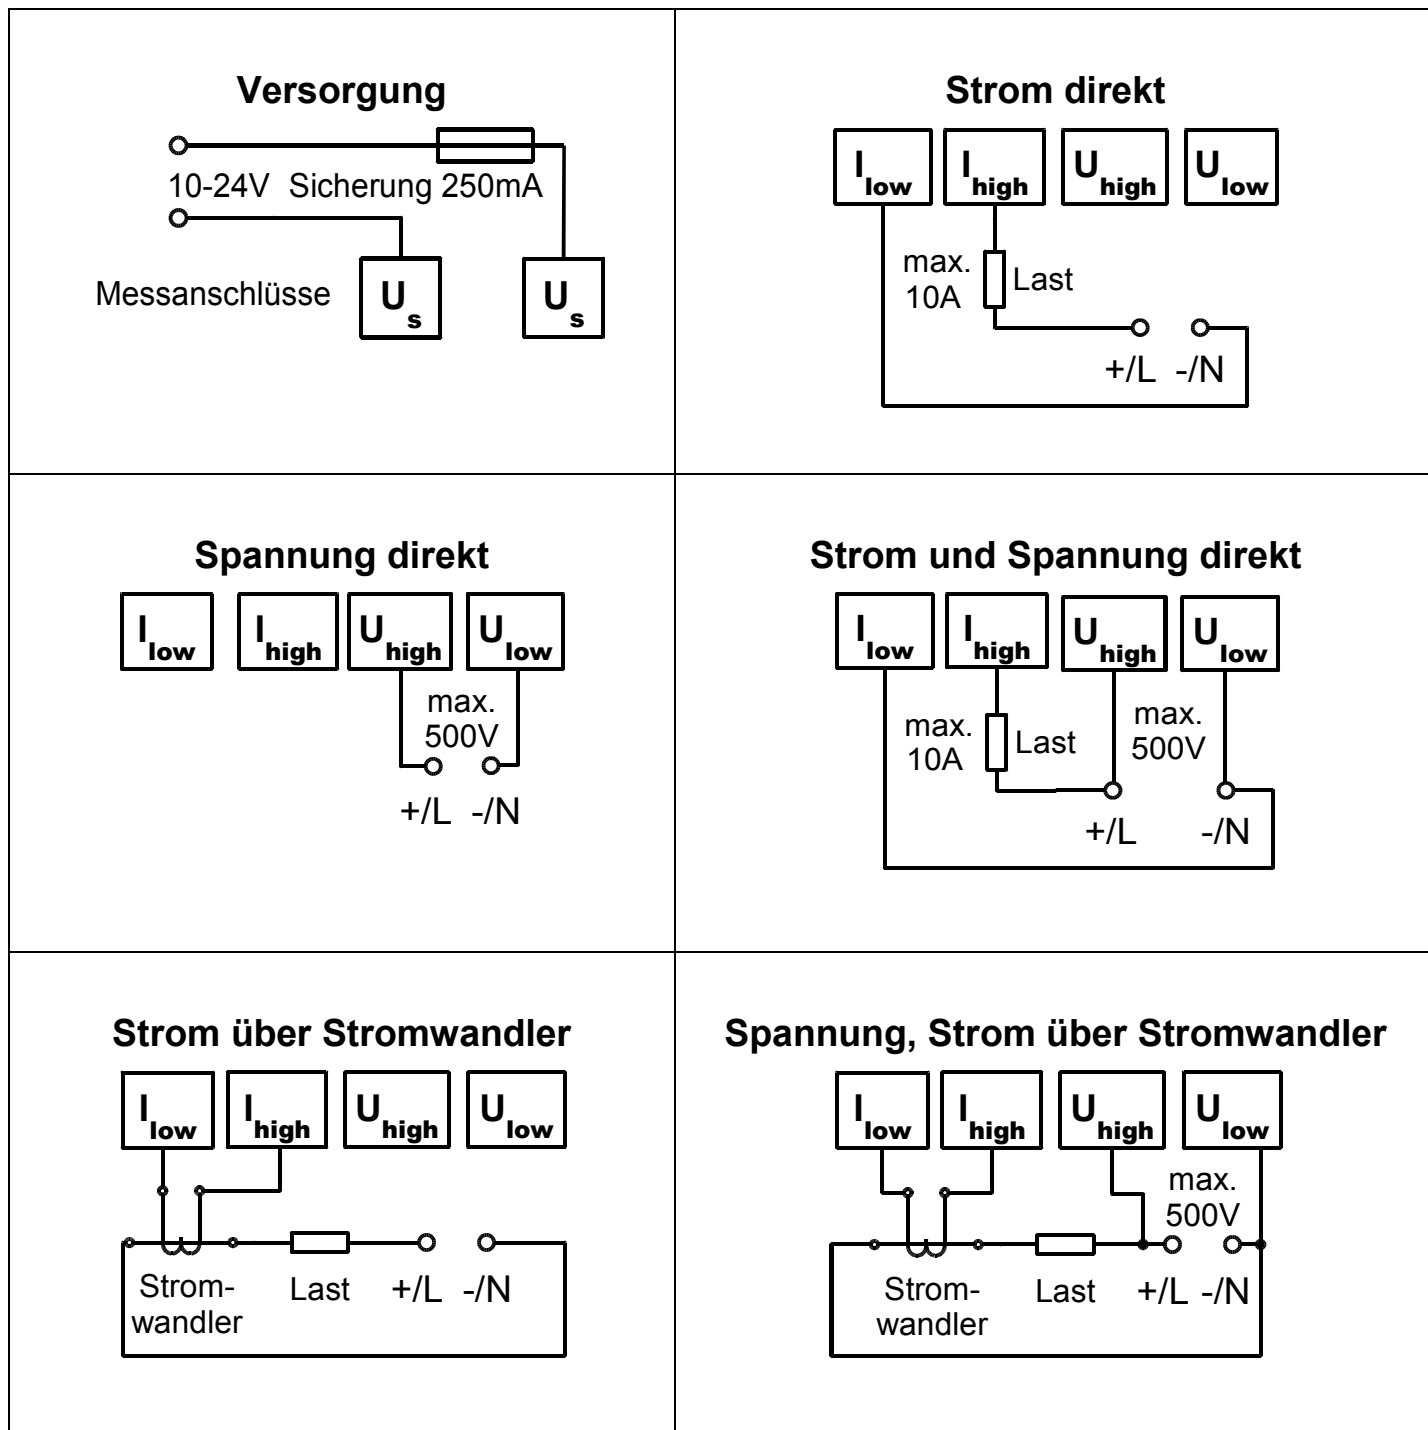 Versorgung
10-24V Sicherung 250mA
Messanschlüsse
Us Us
Strom direkt
Ilow Ihigh Uhigh Ulow
max.
10A
Last
+/L -/N
Spannung direkt
Ilow Ihigh Uhigh Ulow
max.
500V
+/L -/N
Strom und Spannung direkt
Ilow Ihigh Uhigh Ulow
max.
10A
Last
max.
500V
+/L -/N
Strom über Stromwandler
Ilow Ihigh Uhigh Ulow
Strom-
wandler
Last
+/L -/N
Spannung, Strom über Stromwandler
Ilow Ihigh Uhigh Ulow
max.
500V
Strom-
wandler
Last
+/L -/N